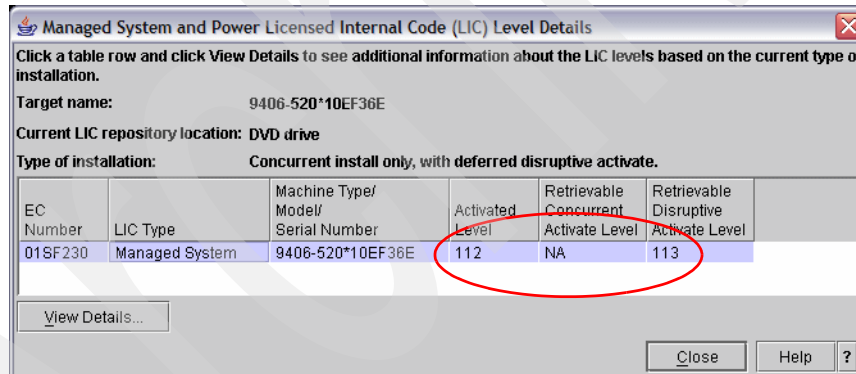 Managed System and Power Licensed Internal Code (LIC) Level Details
Click a table row and click View Details to see additional information about the LiC levels based on the current type o
installation.
Target name: 9406-520*10EF36E
Current LIC repository location: DVD drive
Type of installation: Concurrent install only, with deferred disruptive activate.
EC Number LIC Type Machine Type/ Model/ Serial Number Activated Level Retrievable Concurrent Activate Level Retrievable Disruptive Activate Level
01SF230 Managed System 9406-520*10EF36E 112 NA 113
View Details...
Close Help ?